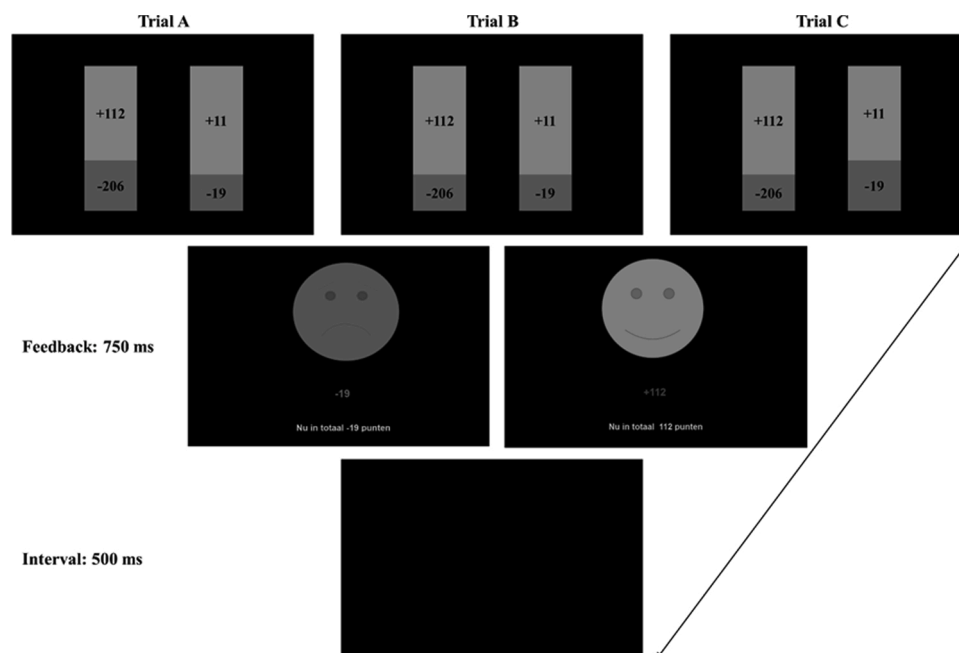 Trial A
Trial B
Trial C
+112
+11
+112
+11
+112
+11
-206
-19
-206
-19
-206
-19
Feedback: 750 ms
-19
+112
Nu in totaal -19 punten
Nu in totaal 112 punten
Interval: 500 ms